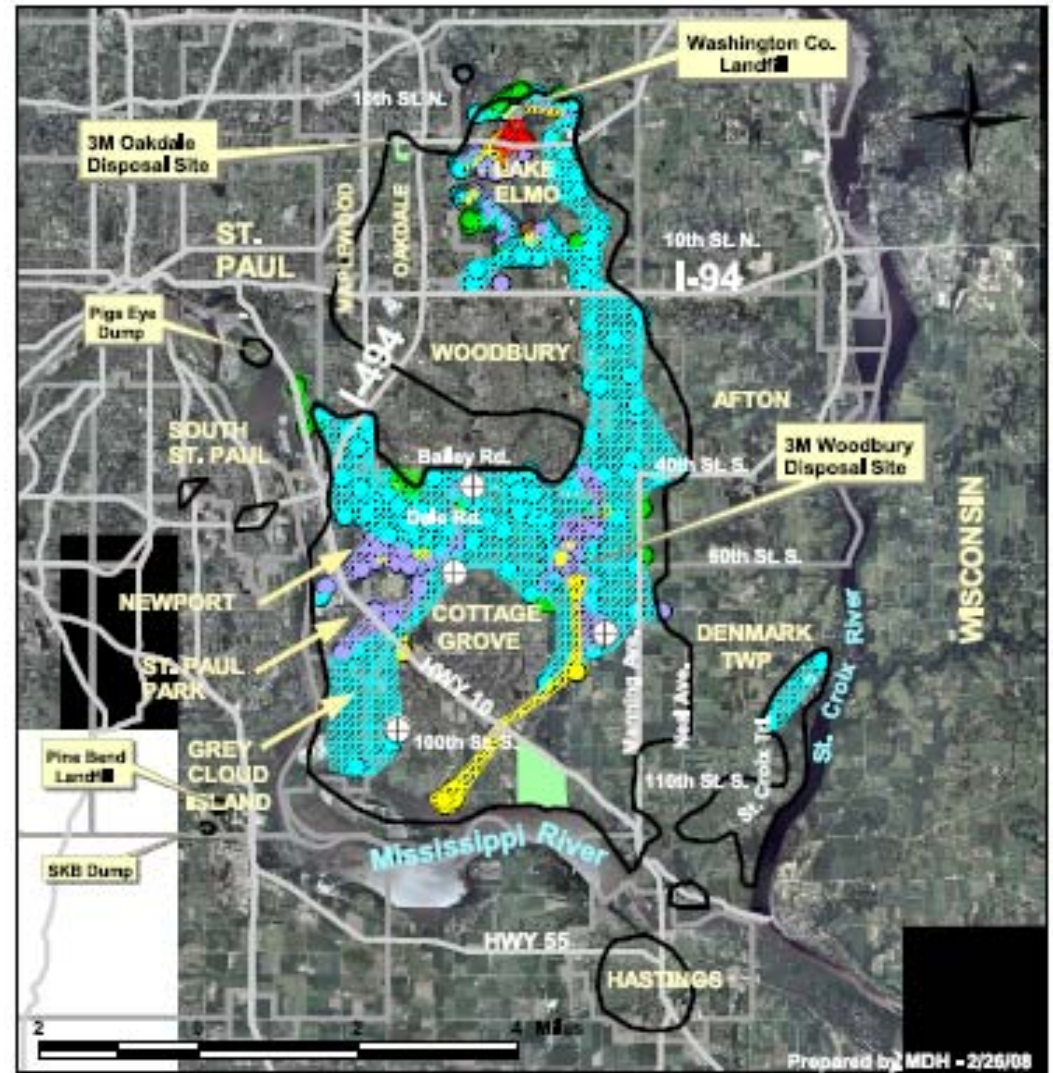 Washington Co.
Landfill
10th St. N.
3M Oakdale
Disposal Site
LAKE
ELMO
MAPLPWOOD
OAKDALE
ST.
PAUL
10th St. N.
I-94
Pigs Eye
Dump
I-494
WOODBURY
AFTON
SOUTH
ST. PAUL
Bailey Rd.
40th St. S.
3M Woodbury
Disposal Site
Dale Rd.
WISCONSIN
NEWPORT
COTTAGE
GROVE
DENMARK
TWP
ST. PAUL
PARK
HWY 10
Manning Ave.
Neal Ave.
St. Croix River
GREY
CLOUD
ISLAND
Pine Bend
Landfill
100th St. S.
110th St. S.
St. Croix Trl.
SKB Dump
Mississippi River
HWY 55
HASTINGS
2 0 2 4 Miles
Prepared by MDH - 2/26/08